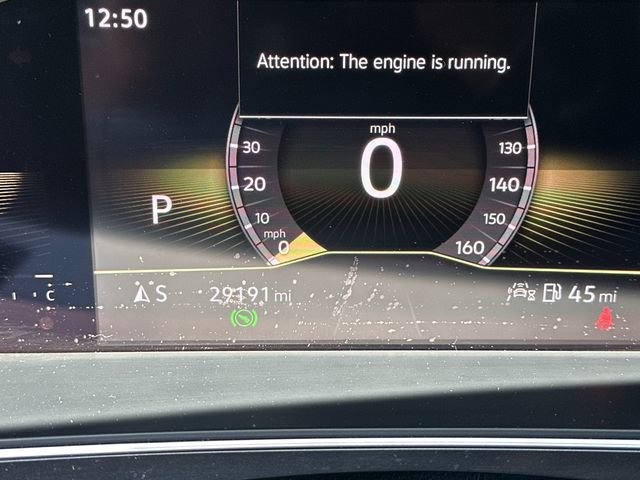 12:50
Attention: The engine is running.
mph
0
30
20
10
mph
0
130
140
150
160
P
C
S
29191 mi
45 mi